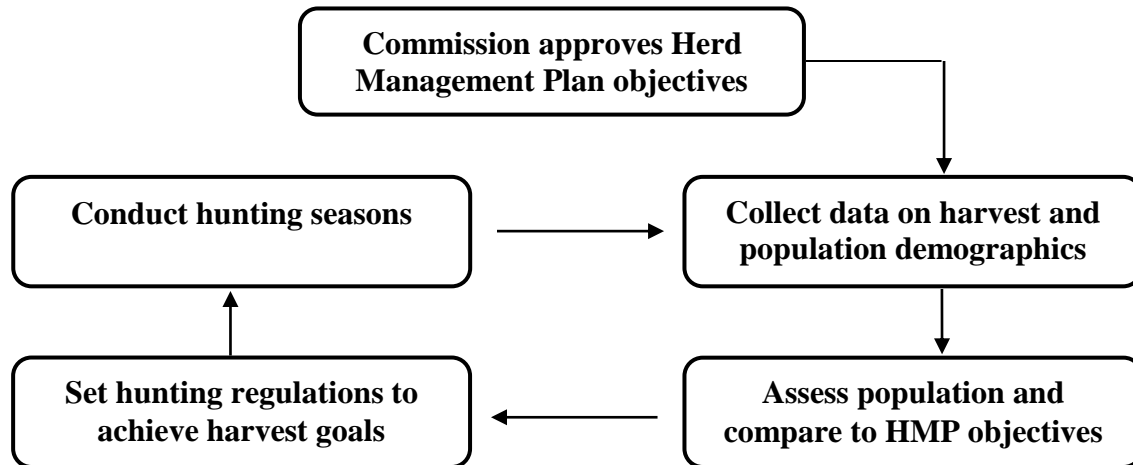 Commission approves Herd
Management Plan objectives
Conduct hunting seasons
Collect data on harvest and
population demographics
Set hunting regulations to
achieve harvest goals
Assess population and
compare to HMP objectives